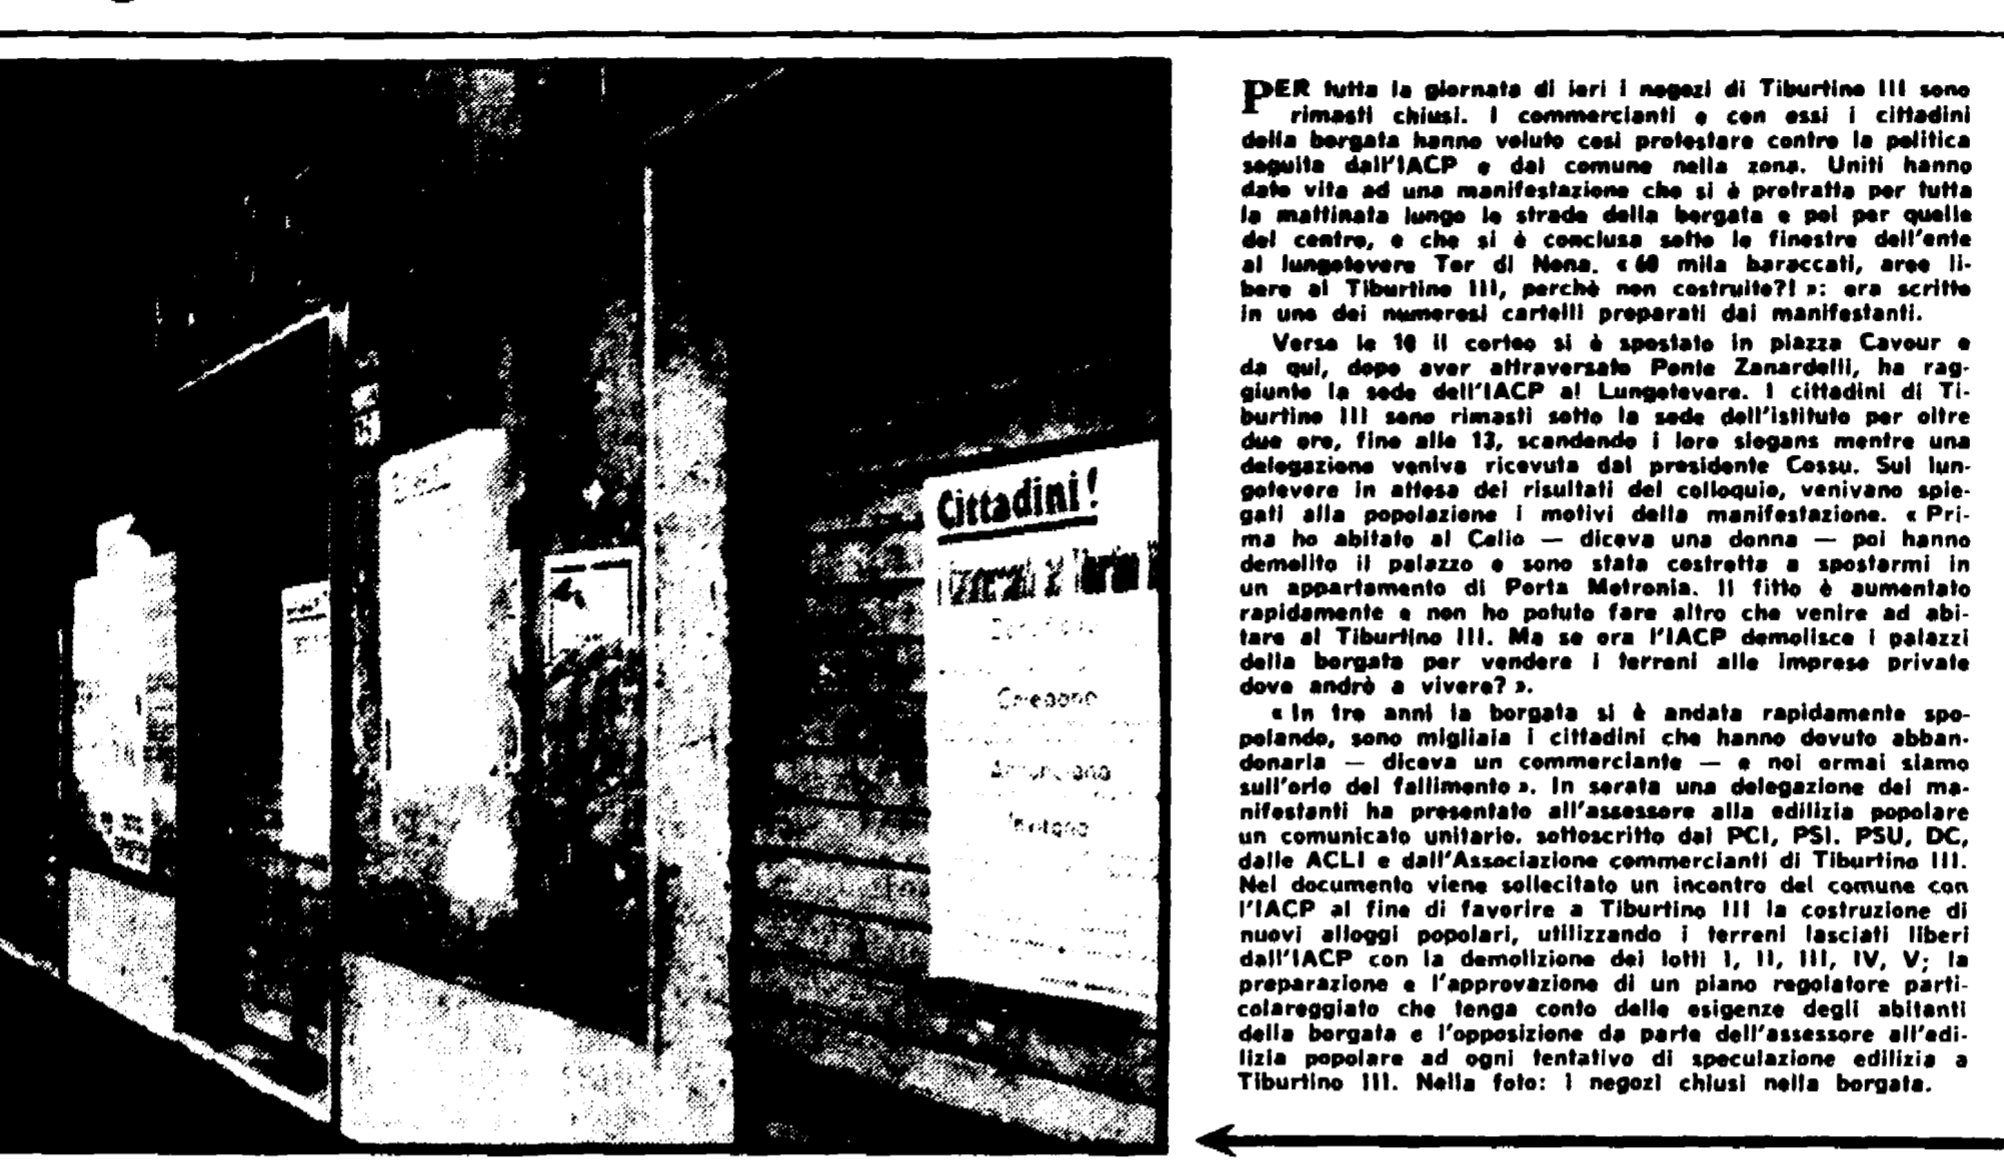 Cittadini!
Chiedono
Annunciano
Invitano
PER tutta la giornata di ieri i negozi di Tiburtino III sono
rimasti chiusi. I commercianti e con essi i cittadini
della borgata hanno voluto così protestare contro la politica
seguita dall'IACP e dal comune nella zona. Uniti hanno
dato vita ad una manifestazione che si è protratta per tutta
la mattinata lungo le strade della borgata e poi per quelle
del centro, e che si è conclusa sotto le finestre dell'ente
al lungotevere Tor di Nona. « 60 mila baraccati, aree li-
bere al Tiburtino III, perchè non costruite?! »: era scritto
in uno dei numerosi cartelli preparati dai manifestanti.
Verso le 10 il corteo si è spostato in piazza Cavour e
da qui, dopo aver attraversato Ponte Zanardelli, ha rag-
giunto la sede dell'IACP al Lungotevere. I cittadini di Ti-
burtino III sono rimasti sotto la sede dell'istituto per oltre
due ore, fino alle 13, scandendo i loro slogans mentre una
delegazione veniva ricevuta dal presidente Cossu. Sul lun-
gotevere in attesa dei risultati del colloquio, venivano spie-
gati alla popolazione i motivi della manifestazione. « Pri-
ma ho abitato al Celio — diceva una donna — poi hanno
demolito il palazzo e sono stata costretta a spostarmi in
un appartamento di Porta Metronia. Il fitto è aumentato
rapidamente e non ho potuto fare altro che venire ad abi-
tare al Tiburtino III. Ma se ora l'IACP demolisce i palazzi
della borgata per vendere i terreni alle imprese private
dove andrò a vivere? ».
« In tre anni la borgata si è andata rapidamente spo-
polando, sono migliaia i cittadini che hanno dovuto abban-
donarla — diceva un commerciante — e noi ormai siamo
sull'orlo del fallimento ». In serata una delegazione dei ma-
nifestanti ha presentato all'assessore alla edilizia popolare
un comunicato unitario. sottoscritto dal PCI, PSI. PSU, DC,
dalle ACLI e dall'Associazione commercianti di Tiburtino III.
Nel documento viene sollecitato un incontro del comune con
l'IACP al fine di favorire a Tiburtino III la costruzione di
nuovi alloggi popolari, utilizzando i terreni lasciati liberi
dall'IACP con la demolizione dei lotti I, II, III, IV, V; la
preparazione e l'approvazione di un piano regolatore parti-
colareggiato che tenga conto delle esigenze degli abitanti
della borgata e l'opposizione da parte dell'assessore all'edi-
lizia popolare ad ogni tentativo di speculazione edilizia a
Tiburtino III. Nella foto: i negozi chiusi nella borgata.